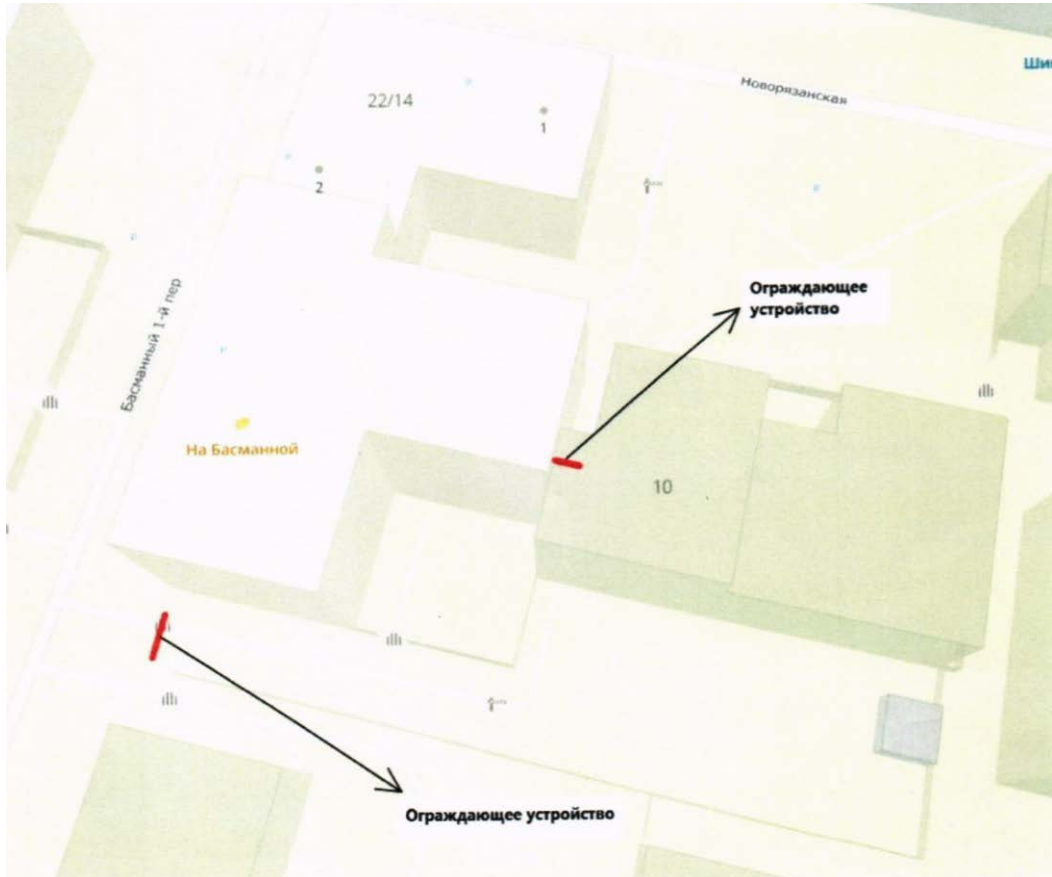 Ши
Новорязанская
22/14
1
2
Басманный 1-й пер
Ограждающее
устройство
На Басманной
10
Ограждающее устройство